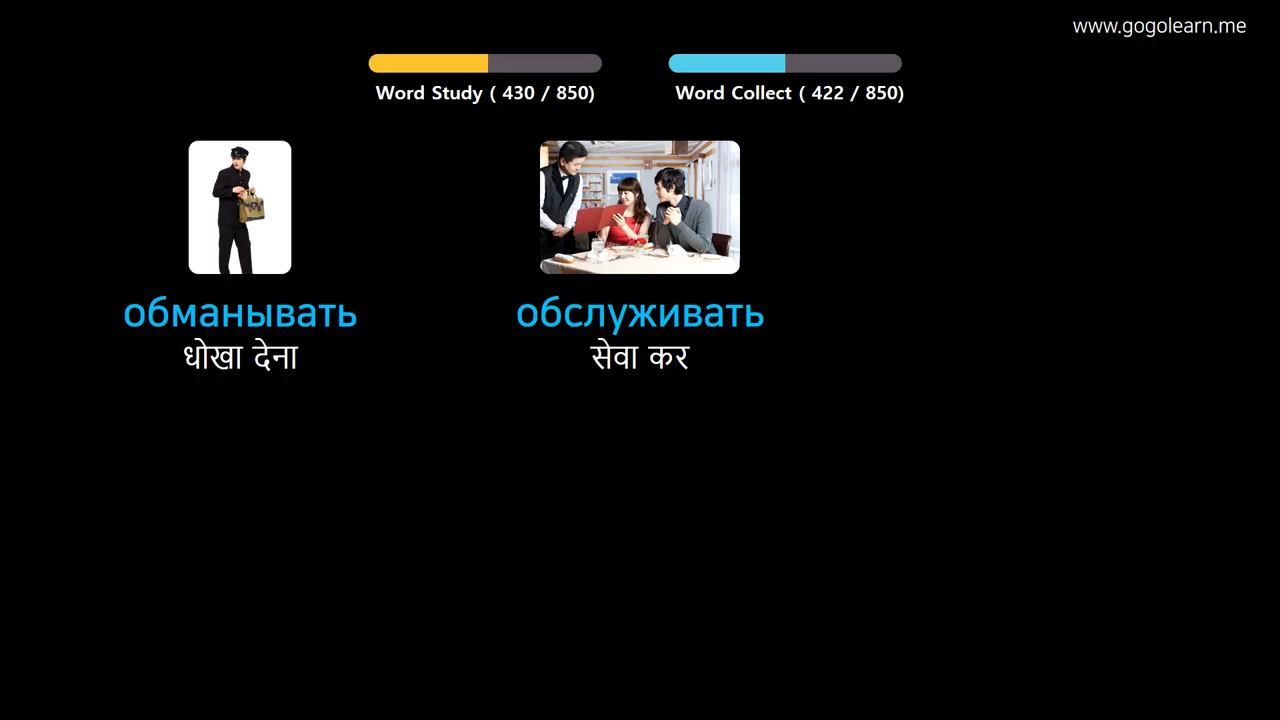 www.gogolearn.me
Word Study ( 430 / 850)
Word Collect ( 422 / 850)
обманывать
धोखा देना
обслуживать
सेवा कर